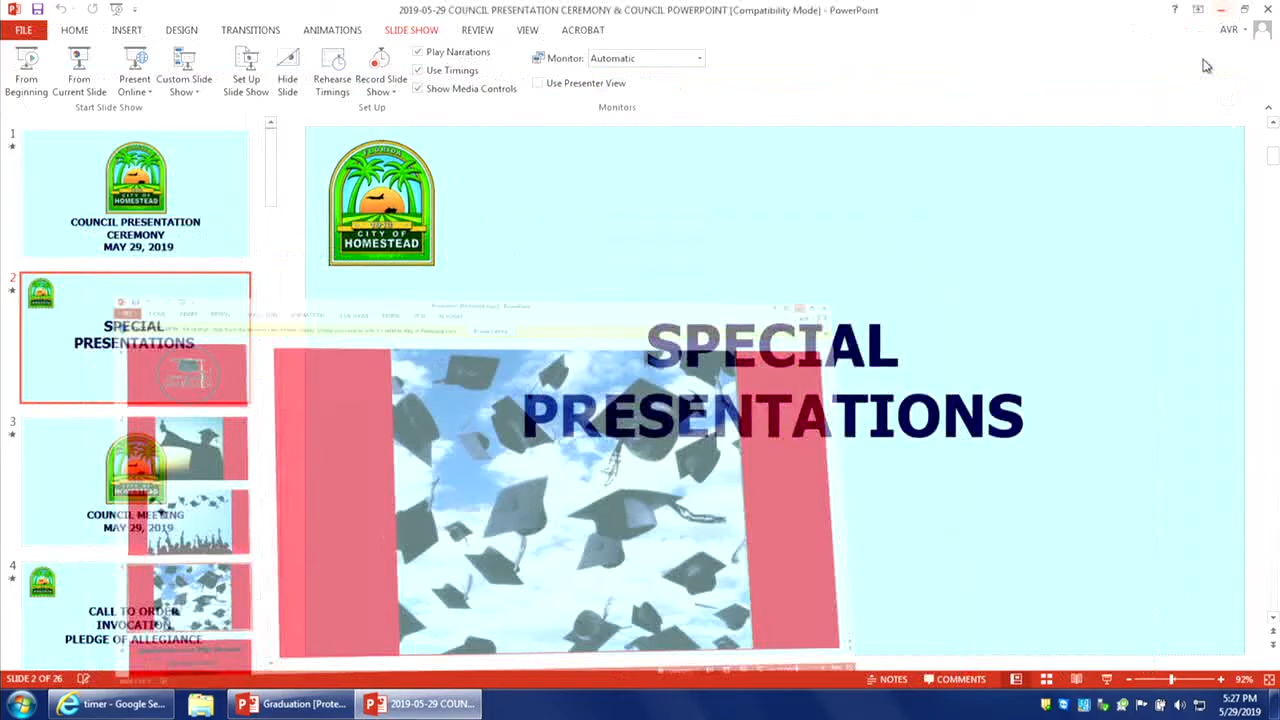 2019-05-29 COUNCIL PRESENTATION CEREMONY & COUNCIL POWERPOINT [Compatibility Mode] - PowerPoint
FILE HOME INSERT DESIGN TRANSITIONS ANIMATIONS SLIDE SHOW REVIEW VIEW ACROBAT AVR
From Beginning
From Current Slide
Present Online
Custom Slide Show
Set Up Slide Show
Hide Slide
Rehearse Timings
Record Slide Show
Play Narrations
Use Timings
Show Media Controls
Monitor: Automatic
Use Presenter View
Start Slide Show
Set Up
Monitors
1
CITY OF
HOMESTEAD
COUNCIL PRESENTATION
CEREMONY
MAY 29, 2019
2
SPECIAL
PRESENTATIONS
3
COUNCIL MEETING
MAY 29, 2019
4
CALL TO ORDER
INVOCATION
PLEDGE OF ALLEGIANCE
FLORIDA
CITY OF
HOMESTEAD
SPECIAL
PRESENTATIONS
SLIDE 2 OF 26
NOTES
COMMENTS
92%
timer - Google Se...
Graduation [Prote...
2019-05-29 COUN...
5:27 PM
5/29/2019